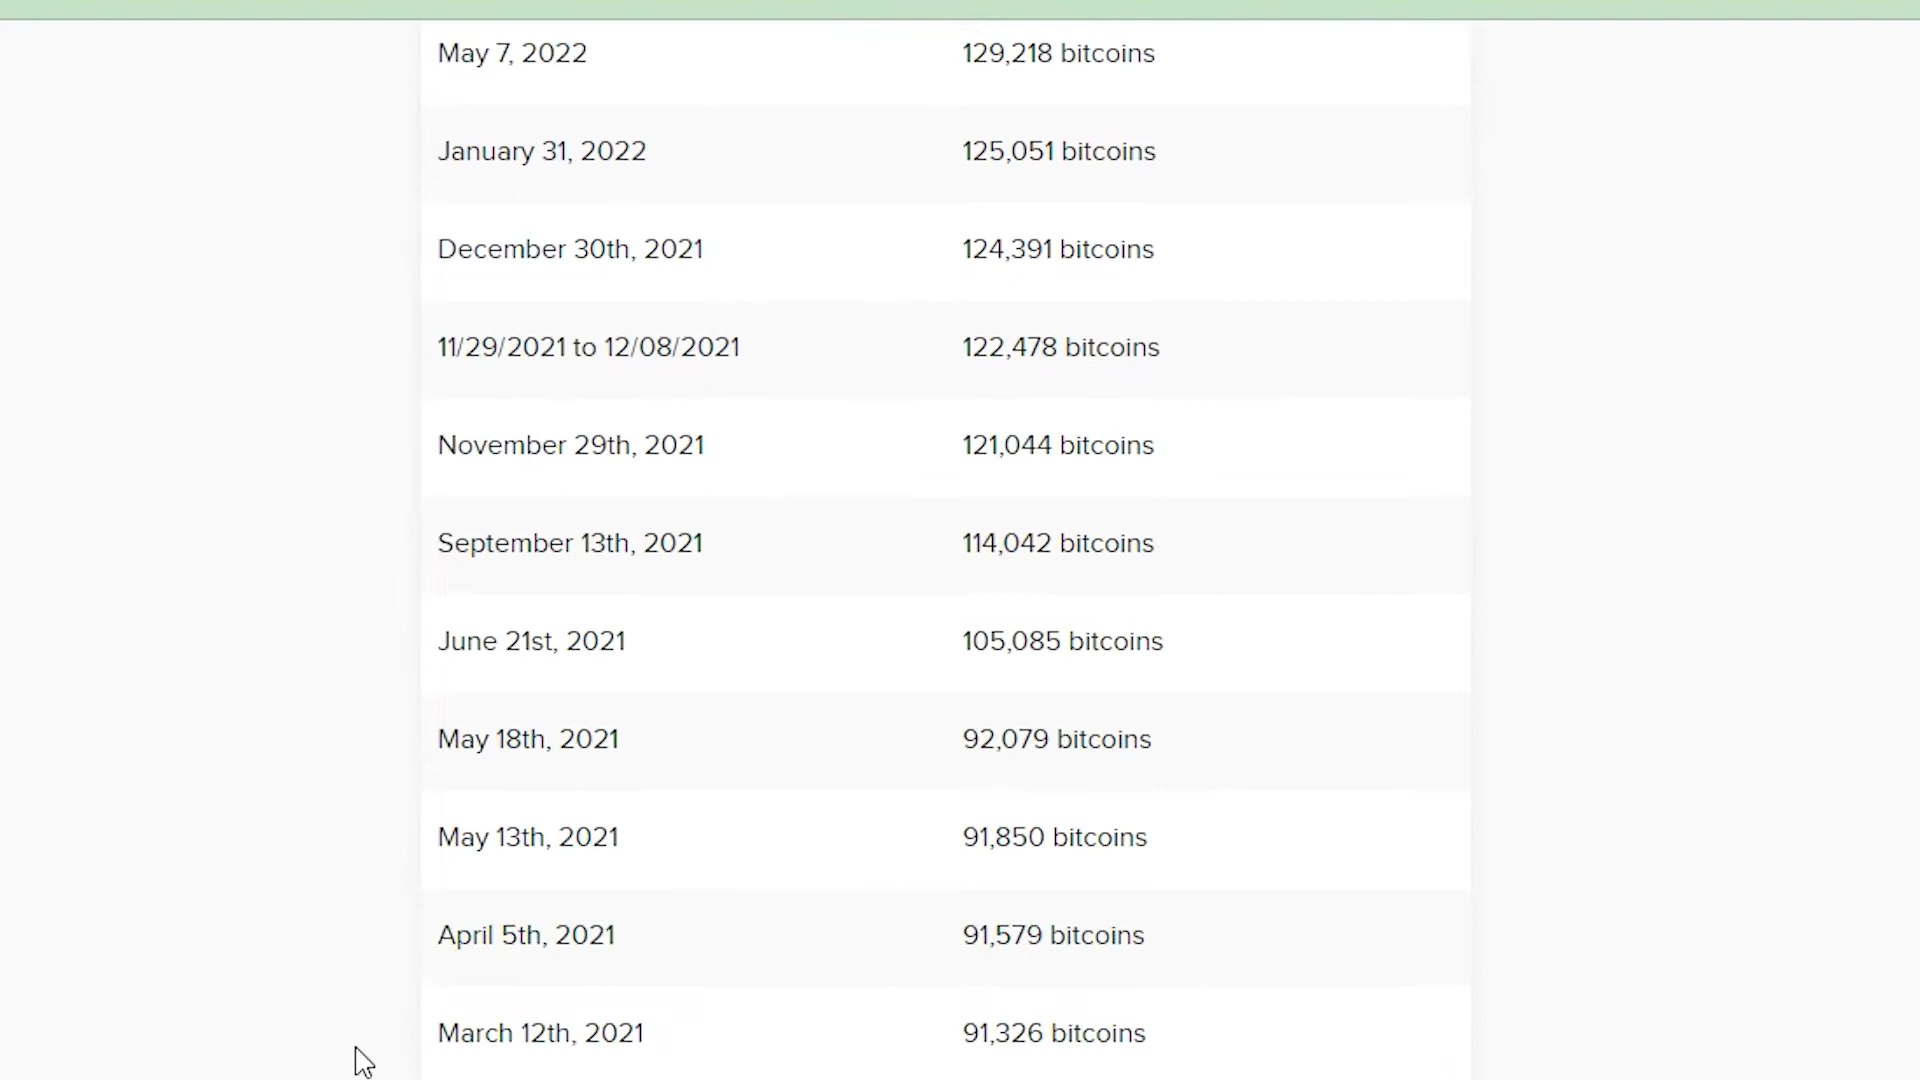 May 7, 2022 129,218 bitcoins
January 31, 2022 125,051 bitcoins
December 30th, 2021 124,391 bitcoins
11/29/2021 to 12/08/2021 122,478 bitcoins
November 29th, 2021 121,044 bitcoins
September 13th, 2021 114,042 bitcoins
June 21st, 2021 105,085 bitcoins
May 18th, 2021 92,079 bitcoins
May 13th, 2021 91,850 bitcoins
April 5th, 2021 91,579 bitcoins
March 12th, 2021 91,326 bitcoins